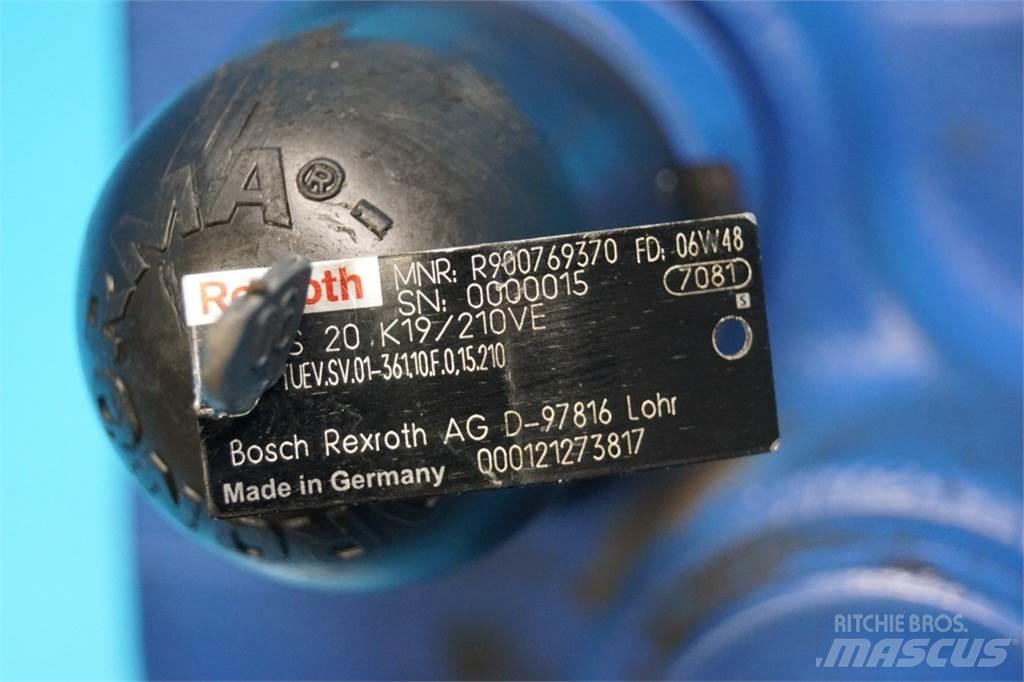 MA®
Rexroth MNR: R900769370 FD: 06W48
SN: 0000015 7081
S
S 20 K19/210VE
TUEV.SV.01-361,10.F.0,15.210
Bosch Rexroth AG D-97816 Lohr
Made in Germany 000121273817
RITCHIE BROS.
MASCUS